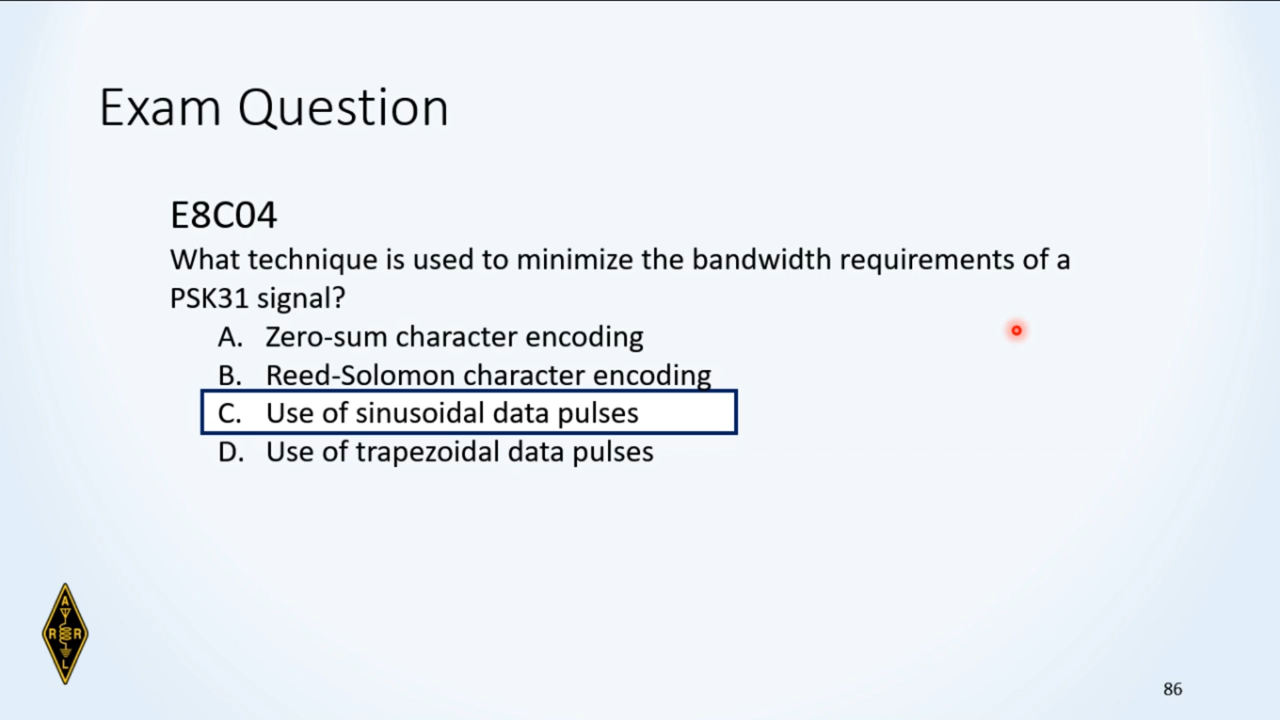 Exam Question
E8C04
What technique is used to minimize the bandwidth requirements of a
PSK31 signal?
A. Zero-sum character encoding
B. Reed-Solomon character encoding
C. Use of sinusoidal data pulses
D. Use of trapezoidal data pulses
A
R R
L
86